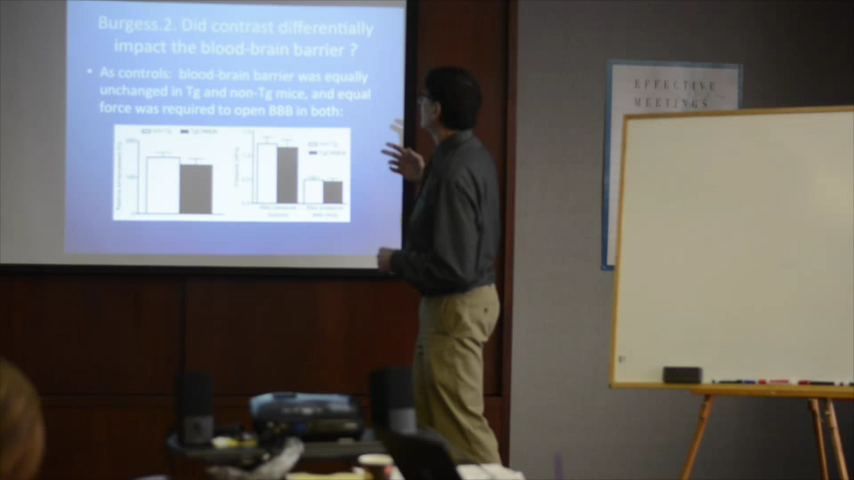 Burgess.2. Did contrast differentially
impact the blood-brain barrier ?
• As controls: blood-brain barrier was equally
unchanged in Tg and non-Tg mice, and equal
force was required to open BBB in both:
EFFECTIVE
MEETINGS